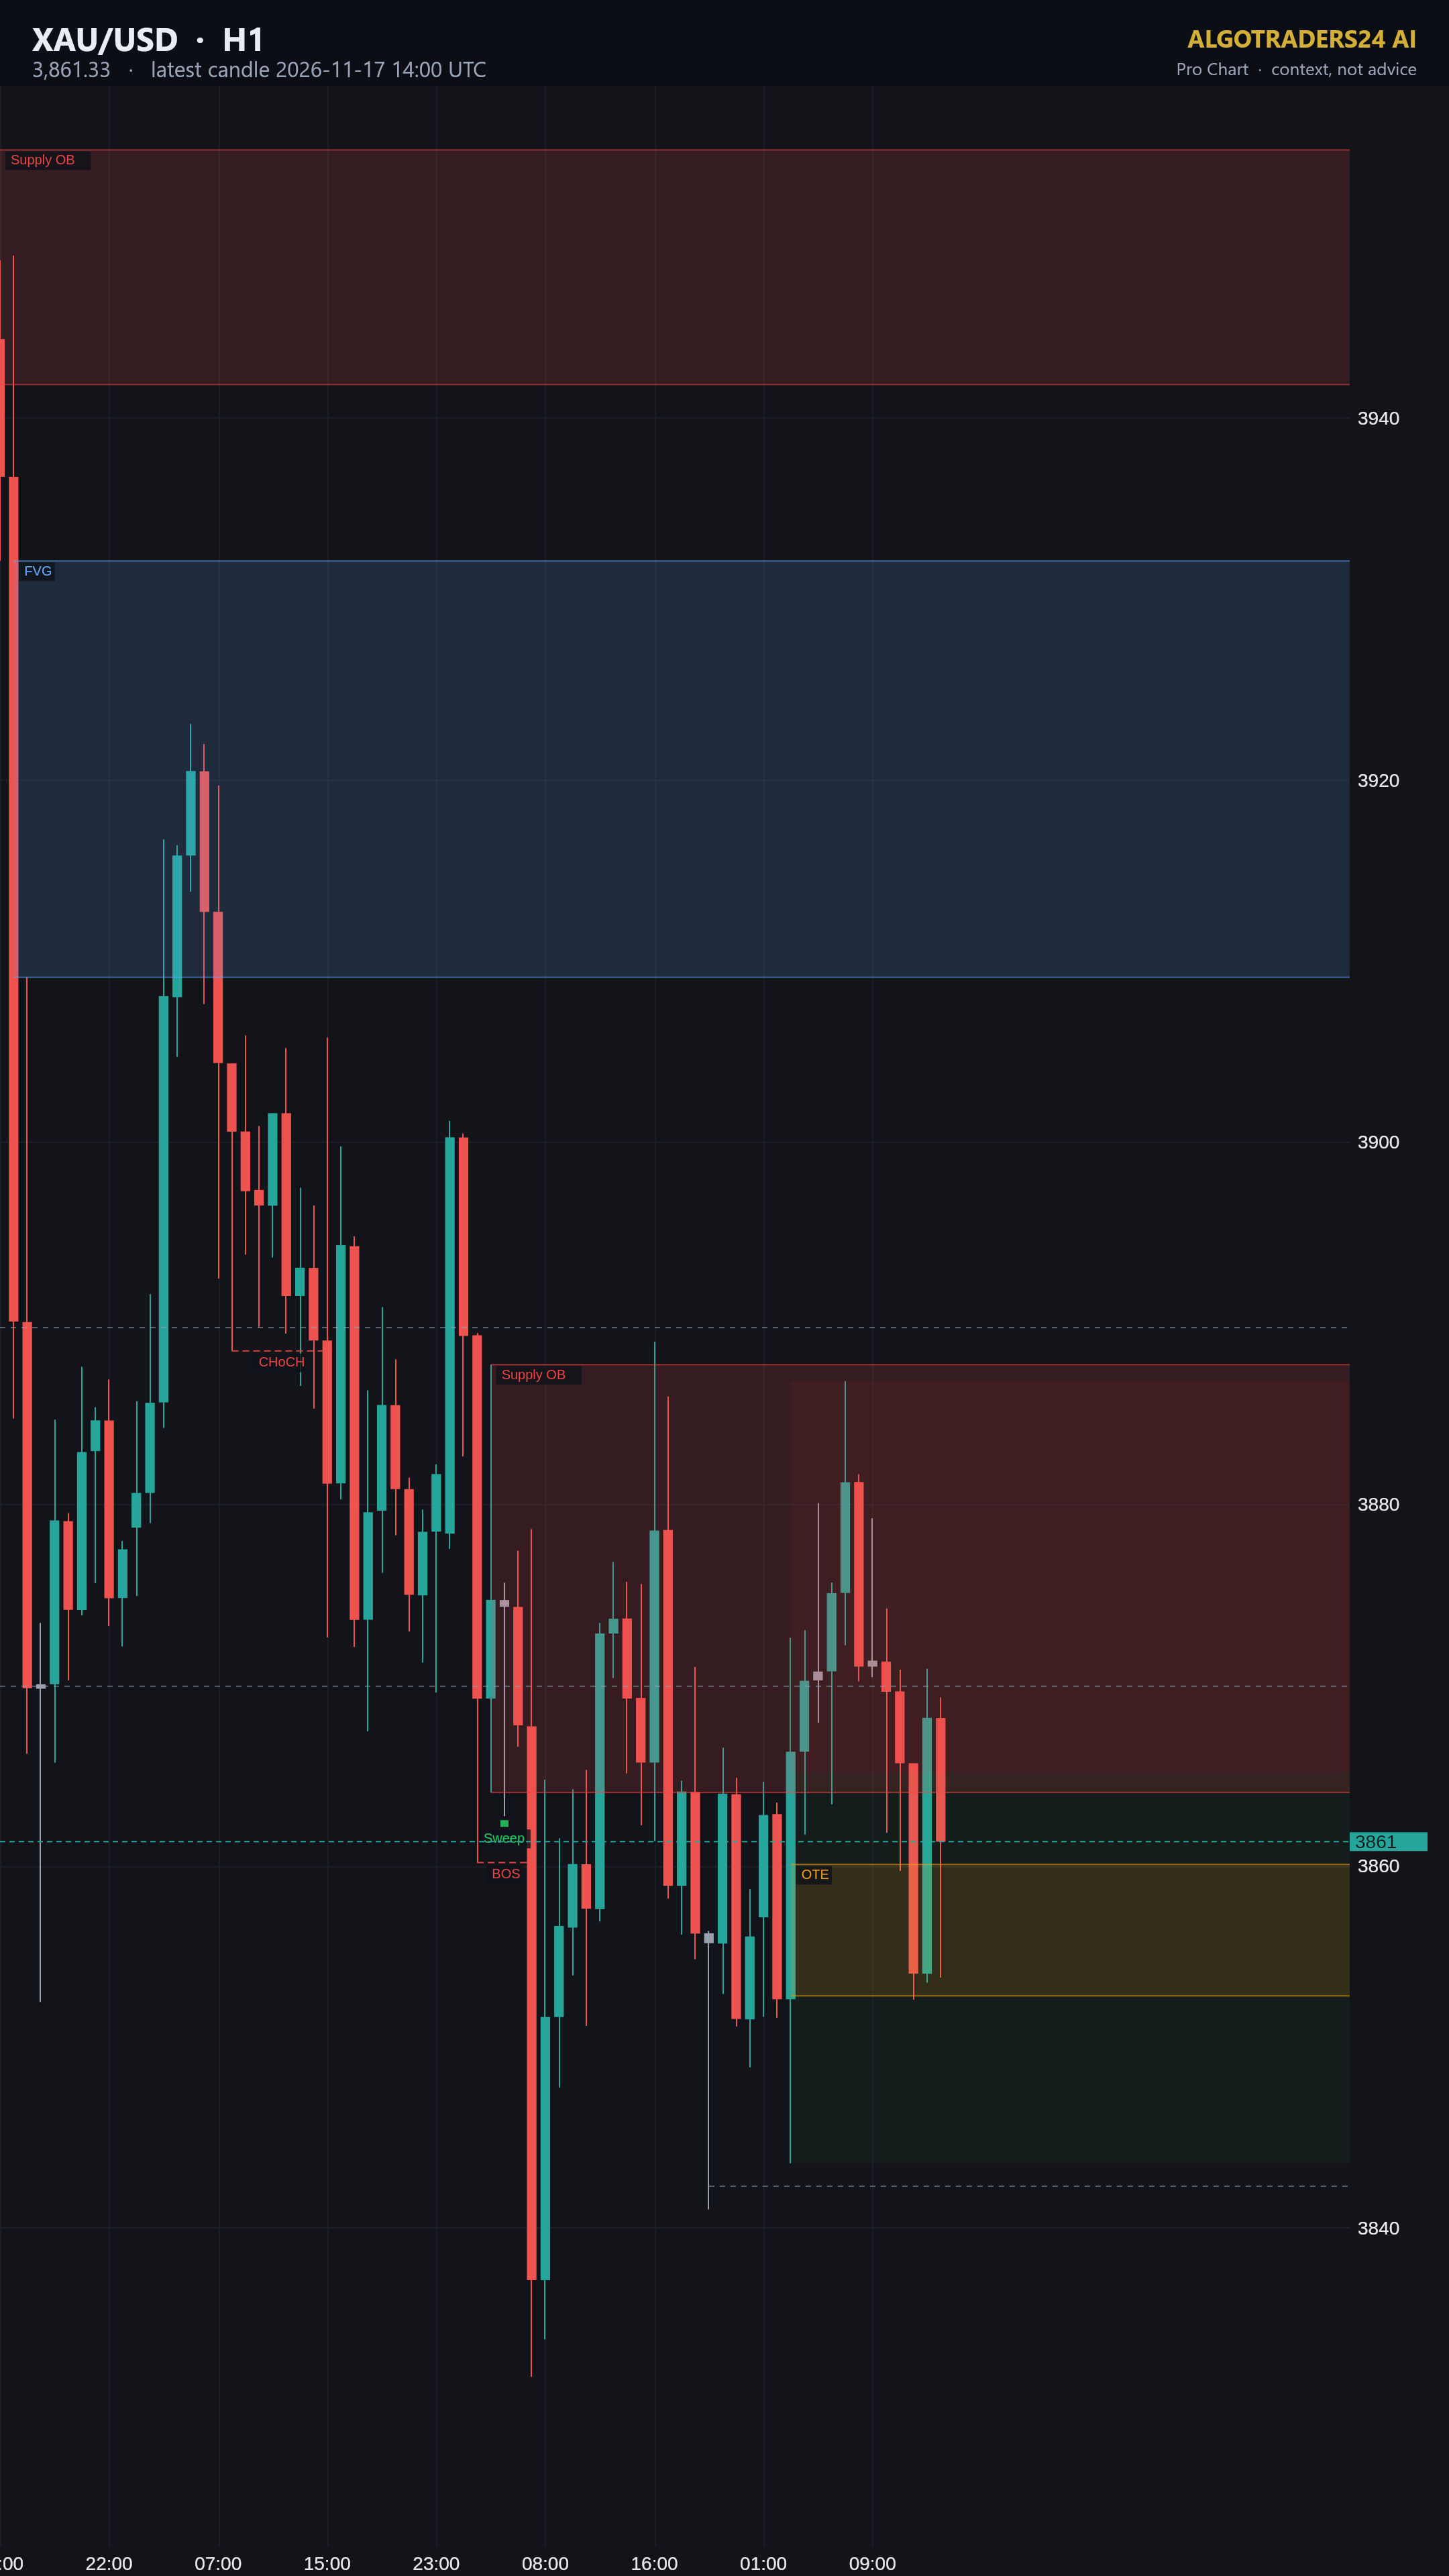 XAU/USD · H1
ALGOTRADERS24 AI
3,861.33 · latest candle 2026-11-17 14:00 UTC
Pro Chart · context, not advice
Supply OB
3940
FVG
3920
3900
CHoCH
Supply OB
3880
Sweep
3861
3860
BOS
OTE
3840
:00 22:00 07:00 15:00 23:00 08:00 16:00 01:00 09:00